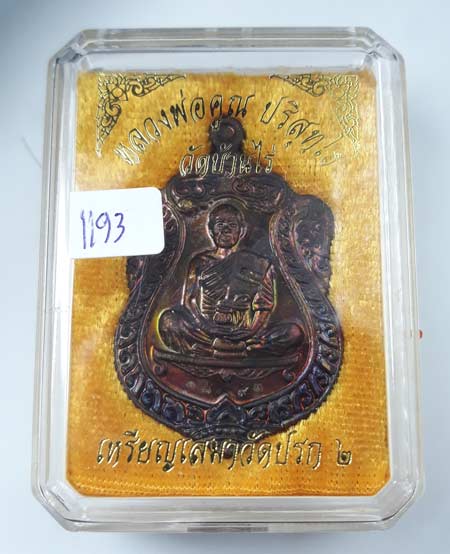 หลวงพ่อคูณ ปริสุทฺโธ
วัดบ้านไร่
1193
เหรียญเสมาวัดปรก ๒